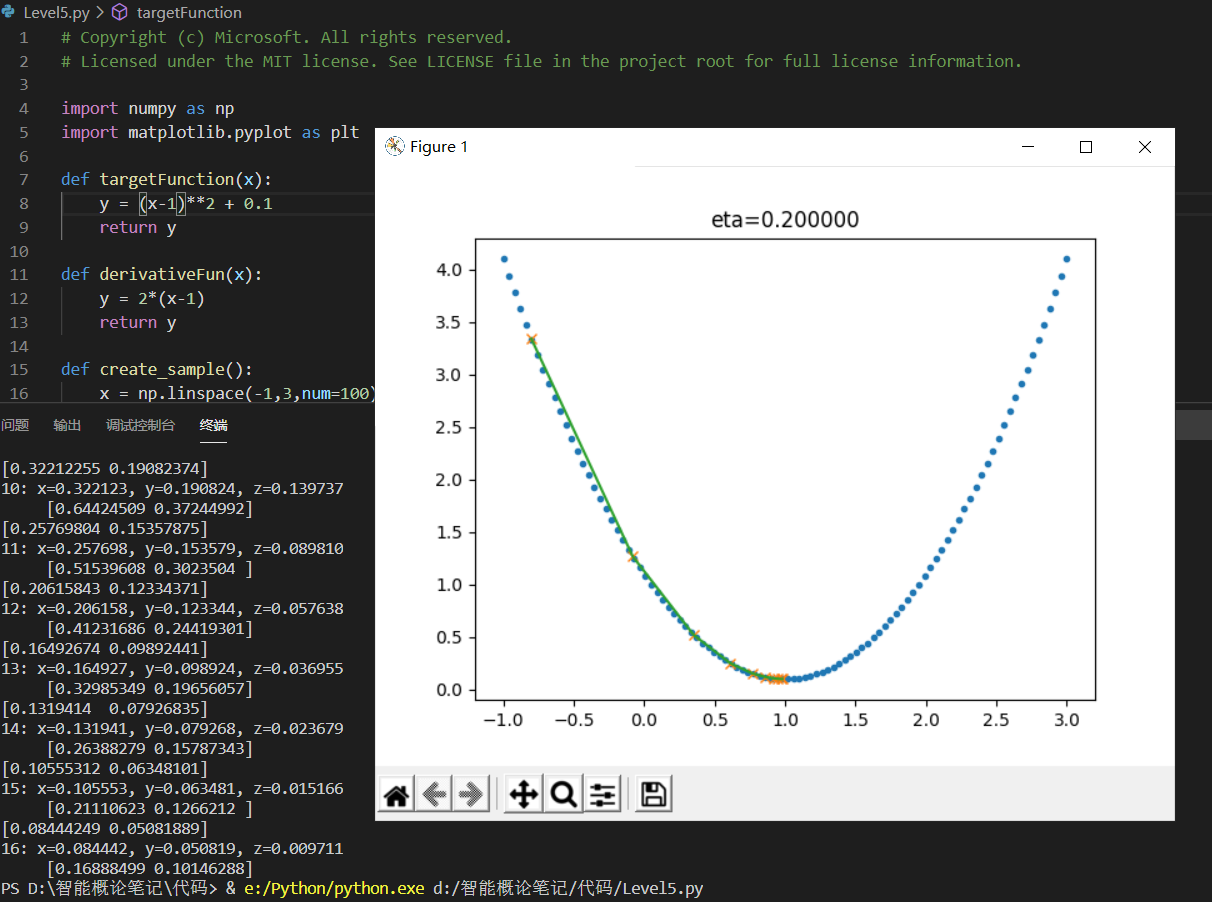 Level5.py > targetFunction
1 # Copyright (c) Microsoft. All rights reserved.
2 # Licensed under the MIT license. See LICENSE file in the project root for full license information.
3
4 import numpy as np
5 import matplotlib.pyplot as plt
6
7 def targetFunction(x):
8 y = (x-1)**2 + 0.1
9 return y
10
11 def derivativeFun(x):
12 y = 2*(x-1)
13 return y
14
15 def create_sample():
16 x = np.linspace(-1,3,num=100)
Figure 1
eta=0.200000
4.0
3.5
3.0
2.5
2.0
1.5
1.0
0.5
0.0
−1.0 −0.5 0.0 0.5 1.0 1.5 2.0 2.5 3.0
问题 输出 调试控制台 终端
[0.32212255 0.19082374]
10: x=0.322123, y=0.190824, z=0.139737
[0.64424509 0.37244992]
[0.25769804 0.15357875]
11: x=0.257698, y=0.153579, z=0.089810
[0.51539608 0.3023504 ]
[0.20615843 0.12334371]
12: x=0.206158, y=0.123344, z=0.057638
[0.41231686 0.24419301]
[0.16492674 0.09892441]
13: x=0.164927, y=0.098924, z=0.036955
[0.32985349 0.19656057]
[0.1319414  0.07926835]
14: x=0.131941, y=0.079268, z=0.023679
[0.26388279 0.15787343]
[0.10555312 0.06348101]
15: x=0.105553, y=0.063481, z=0.015166
[0.21110623 0.1266212 ]
[0.08444249 0.05081889]
16: x=0.084442, y=0.050819, z=0.009711
[0.16888499 0.10146288]
PS D:\智能概论笔记\代码> & e:/Python/python.exe d:/智能概论笔记/代码/Level5.py